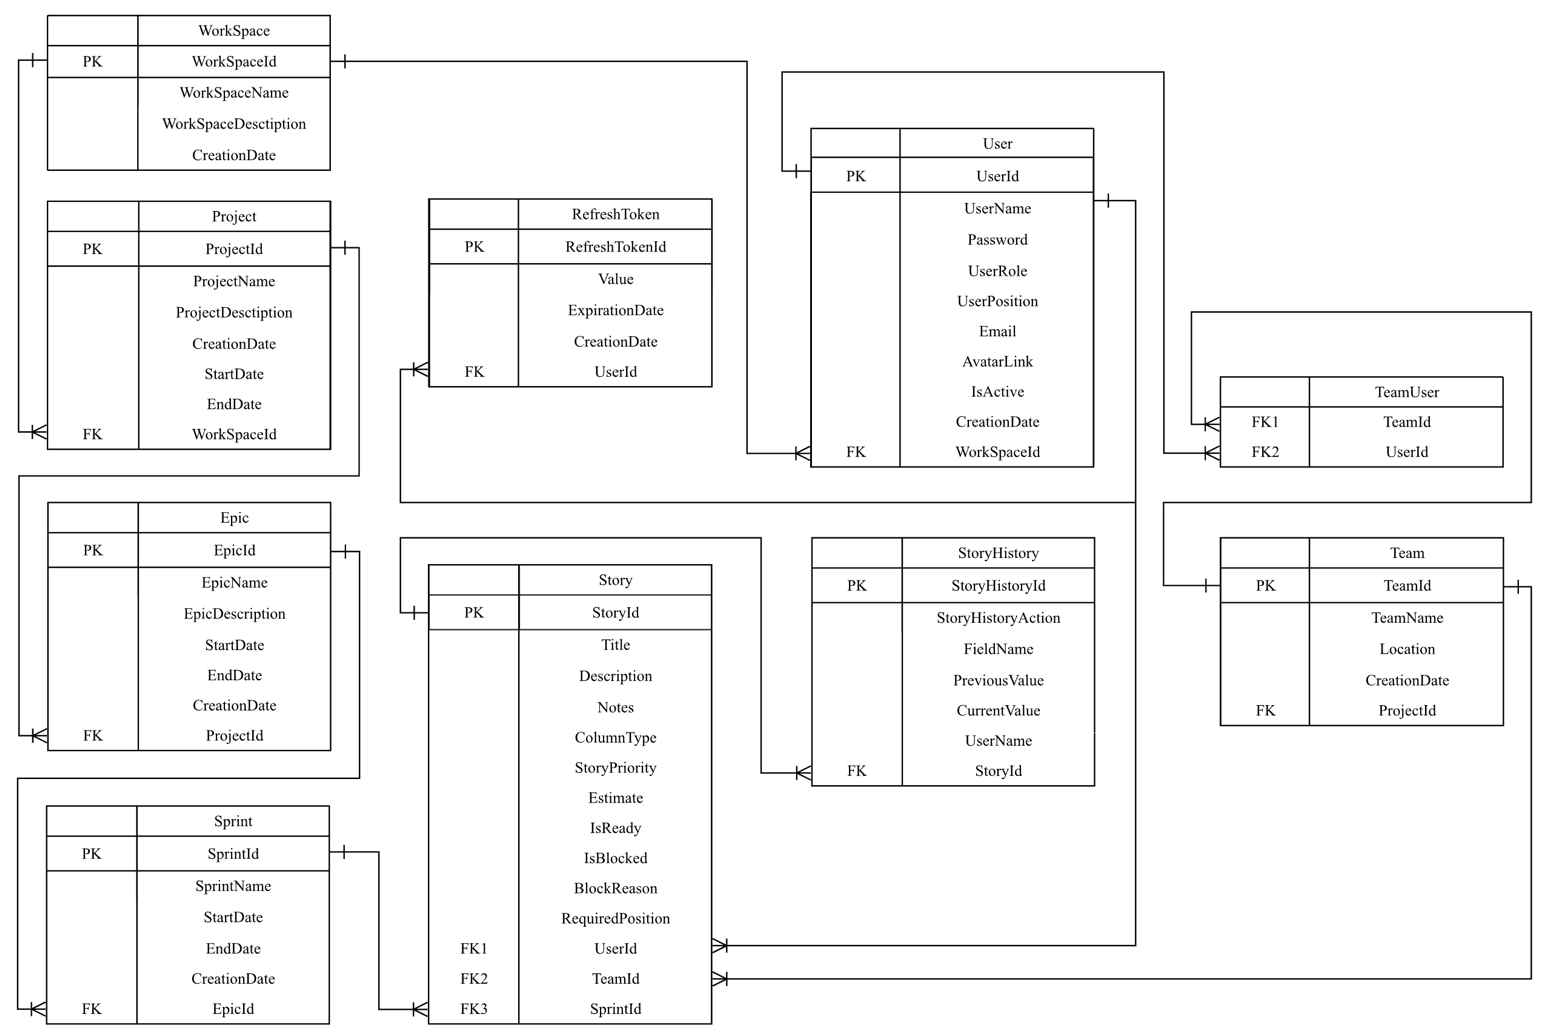 WorkSpace
PK WorkSpaceId
WorkSpaceName
WorkSpaceDesctiption
CreationDate
Project
PK ProjectId
ProjectName
ProjectDesctiption
CreationDate
StartDate
EndDate
FK WorkSpaceId
Epic
PK EpicId
EpicName
EpicDescription
StartDate
EndDate
CreationDate
FK ProjectId
Sprint
PK SprintId
SprintName
StartDate
EndDate
CreationDate
FK EpicId
RefreshToken
PK RefreshTokenId
Value
ExpirationDate
CreationDate
FK UserId
Story
PK StoryId
Title
Description
Notes
ColumnType
StoryPriority
Estimate
IsReady
IsBlocked
BlockReason
RequiredPosition
FK1 UserId
FK2 TeamId
FK3 SprintId
User
PK UserId
UserName
Password
UserRole
UserPosition
Email
AvatarLink
IsActive
CreationDate
FK WorkSpaceId
StoryHistory
PK StoryHistoryId
StoryHistoryAction
FieldName
PreviousValue
CurrentValue
UserName
FK StoryId
TeamUser
FK1 TeamId
FK2 UserId
Team
PK TeamId
TeamName
Location
CreationDate
FK ProjectId